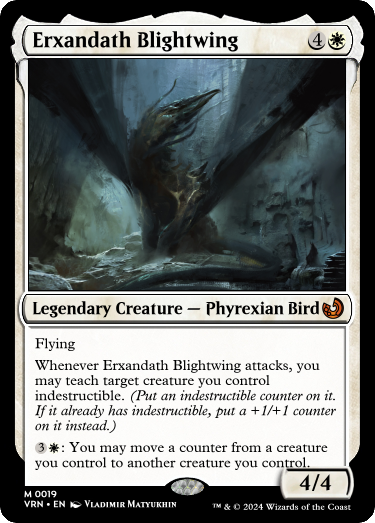 Erxandath Blightwing 4
Legendary Creature — Phyrexian Bird
Flying
Whenever Erxandath Blightwing attacks, you
may teach target creature you control
indestructible. (Put an indestructible counter on it.
If it already has indestructible, put a +1/+1 counter
on it instead.)
3 : You may move a counter from a creature
you control to another creature you control.
4/4
M 0019
VRN • EN Vladimir Matyukhin
™ & © 2024 Wizards of the Coast